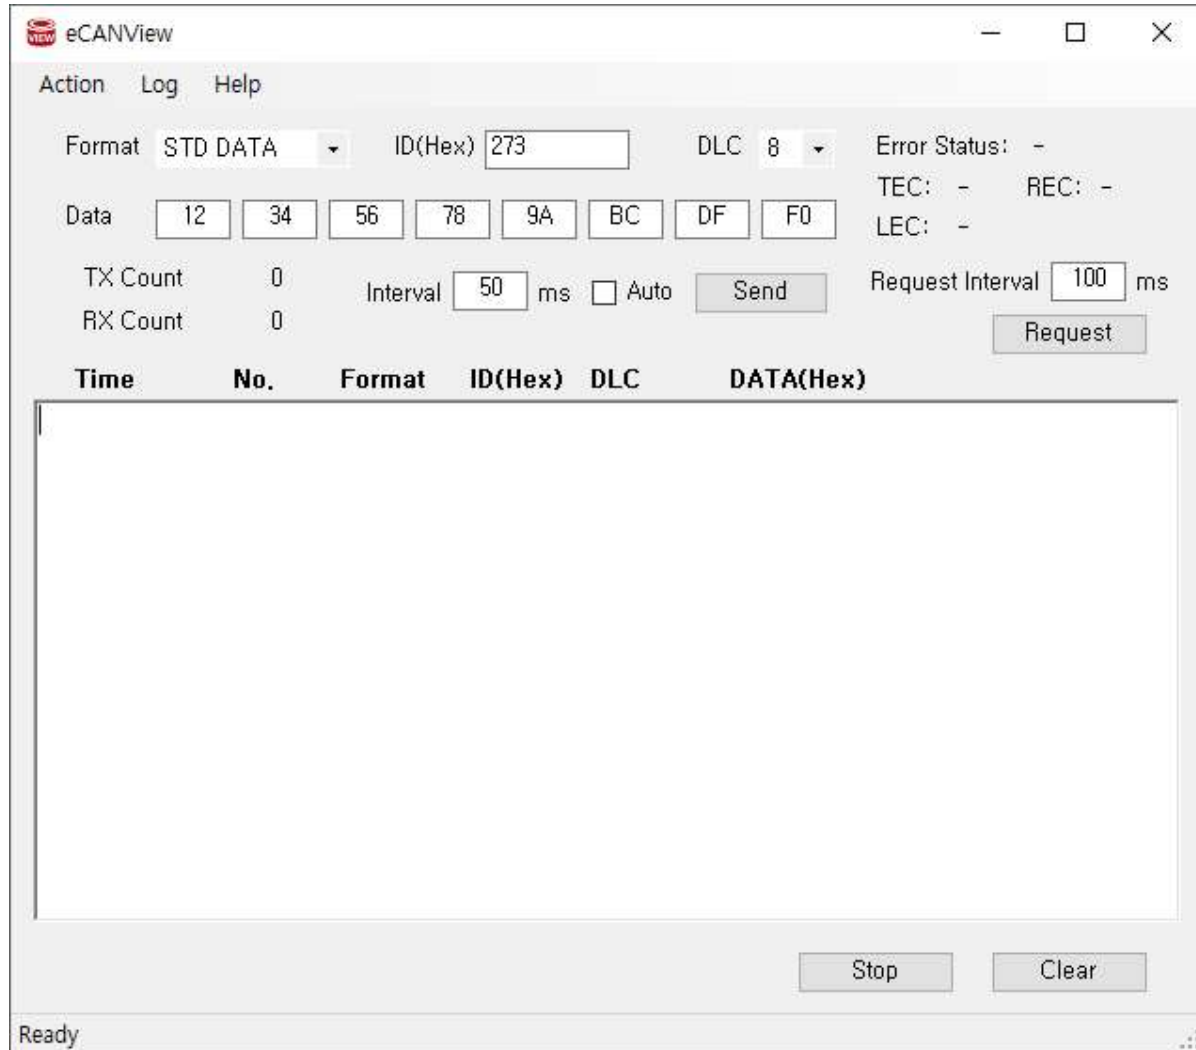 VIEW eCANView
Action Log Help
Format STD DATA ID(Hex) 273 DLC 8 Error Status: -
TEC: - REC: -
Data 12 34 56 78 9A BC DF F0
LEC: -
TX Count 0 Interval 50 ms Auto Send Request Interval 100 ms
RX Count 0 Request
Time No. Format ID(Hex) DLC DATA(Hex)
Stop Clear
Ready